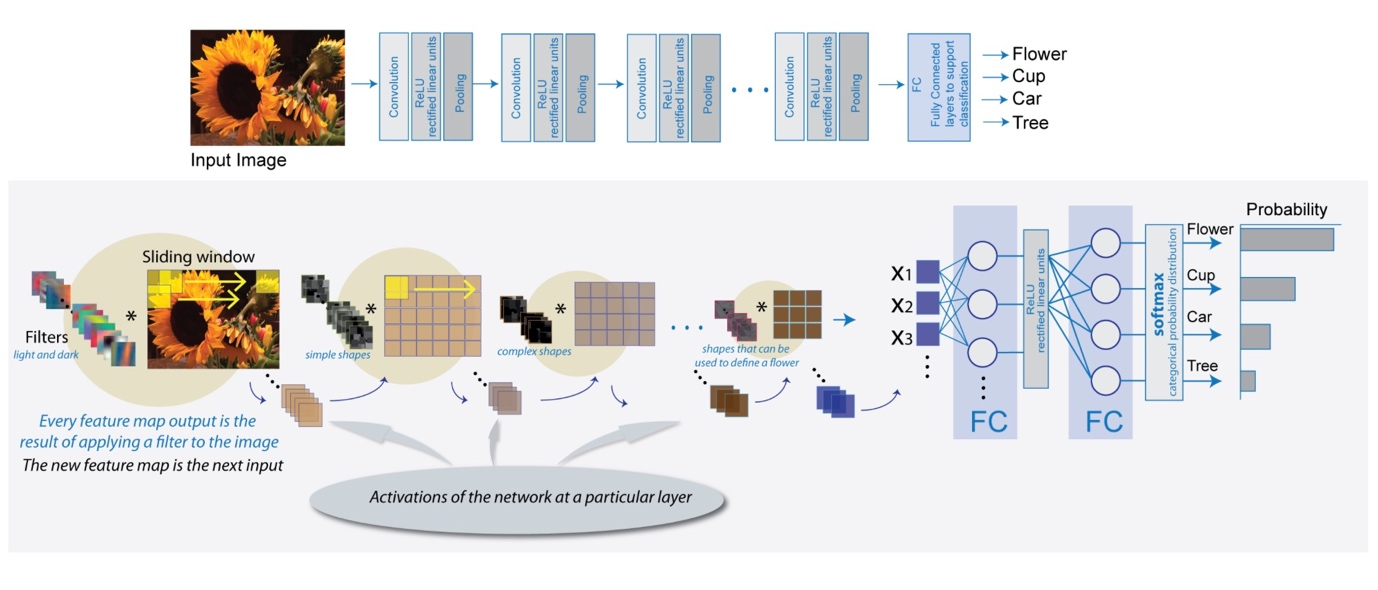 Convolution
ReLU
rectified linear units
Pooling
Convolution
ReLU
rectified linear units
Pooling
Convolution
ReLU
rectified linear units
Pooling
Convolution
ReLU
rectified linear units
Pooling
FC
Fully Connected
layers to support
classification
Flower
Cup
Car
Tree
Input Image
Sliding window
*
Filters
light and dark
*
simple shapes
*
complex shapes
*
shapes that can be
used to define a flower
x1
x2
x3
FC
ReLU
rectified linear units
FC
softmax
categorical probability distribution
Probability
Flower
Cup
Car
Tree
Every feature map output is the
result of applying a filter to the image
The new feature map is the next input
Activations of the network at a particular layer